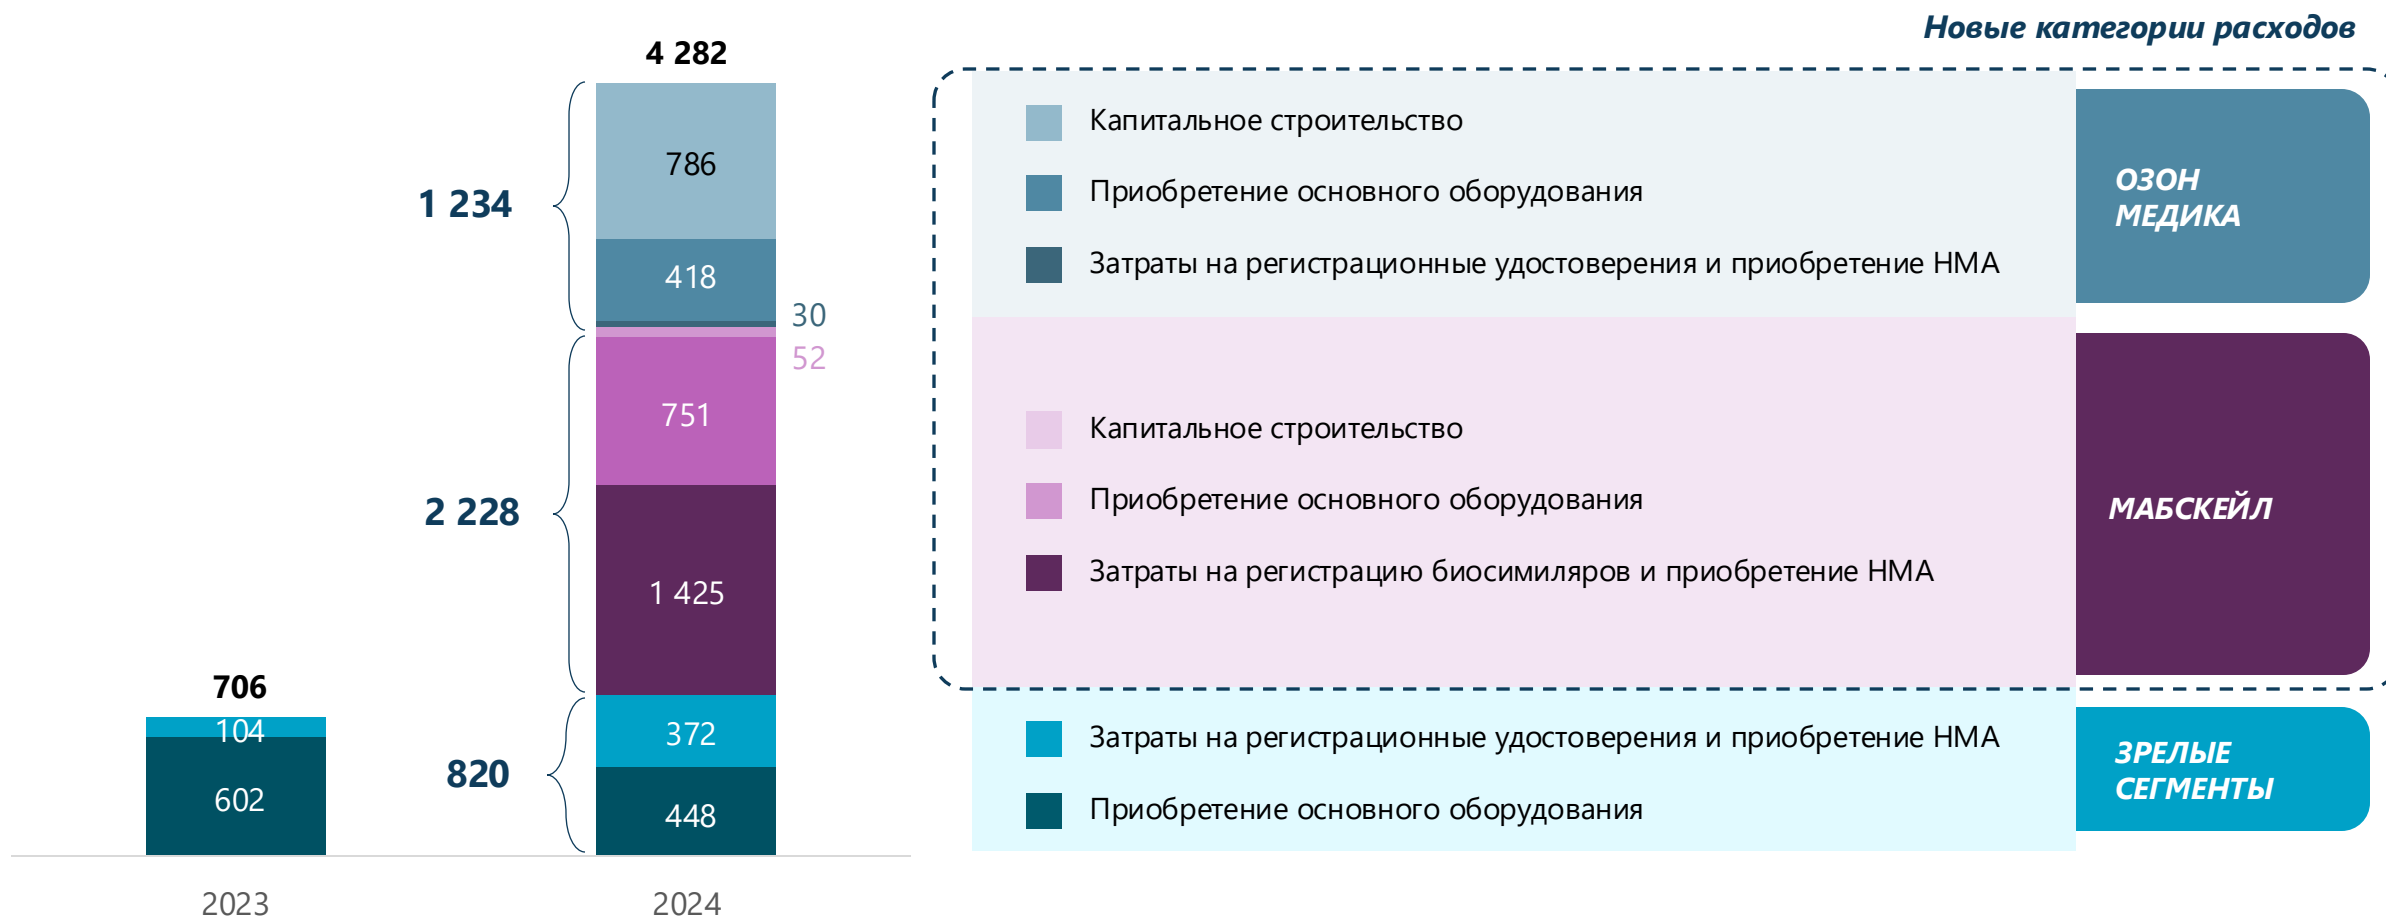 Новые категории расходов
4 282
786
418
30
52
751
1 425
372
448
1 234
2 228
820
706
104
602
2023
2024
Капитальное строительство
Приобретение основного оборудования
Затраты на регистрационные удостоверения и приобретение НМА
ОЗОН
МЕДИКА
Капитальное строительство
Приобретение основного оборудования
Затраты на регистрацию биосимиляров и приобретение НМА
МАБСКЕЙЛ
Затраты на регистрационные удостоверения и приобретение НМА
Приобретение основного оборудования
ЗРЕЛЫЕ
СЕГМЕНТЫ